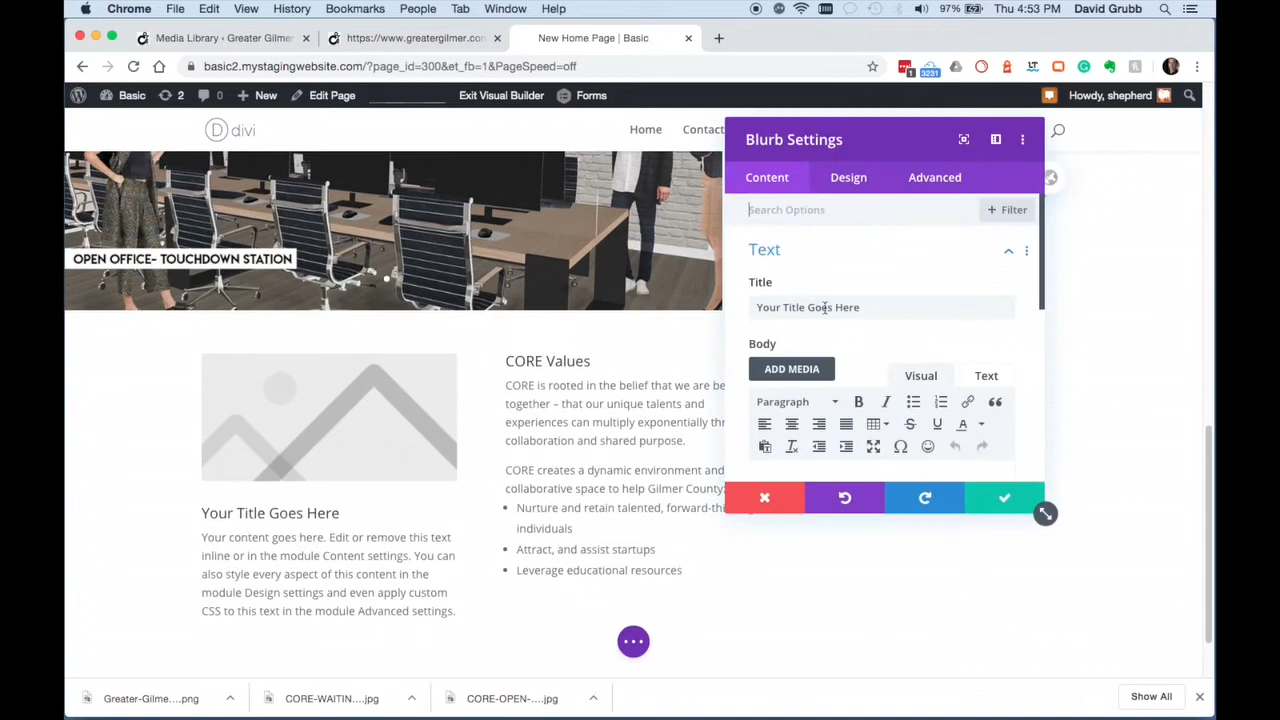 Chrome File Edit View History Bookmarks People Tab Window Help 97% Thu 4:53 PM David Grubb
Media Library ‹ Greater Gilmer
https://www.greatergilmer.com
New Home Page | Basic
basic2.mystagingwebsite.com/?page_id=300&et_fb=1&PageSpeed=off
1 3231 LT
Basic 2 0 New Edit Page Exit Visual Builder Forms Howdy, shepherd
D divi
Home Contact
OPEN OFFICE- TOUCHDOWN STATION
Your Title Goes Here
Your content goes here. Edit or remove this text
inline or in the module Content settings. You can
also style every aspect of this content in the
module Design settings and even apply custom
CSS to this text in the module Advanced settings.
CORE Values
CORE is rooted in the belief that we are be
together – that our unique talents and
experiences can multiply exponentially thr
collaboration and shared purpose.
CORE creates a dynamic environment and
collaborative space to help Gilmer County:
Nurture and retain talented, forward-thi
individuals
Attract, and assist startups
Leverage educational resources
Blurb Settings
Content Design Advanced
Search Options + Filter
Text
Title
Your Title Goes Here
Body
ADD MEDIA
Visual Text
Paragraph B I
S U A
Greater-Gilme....png
CORE-WAITIN....jpg
CORE-OPEN-....jpg
Show All